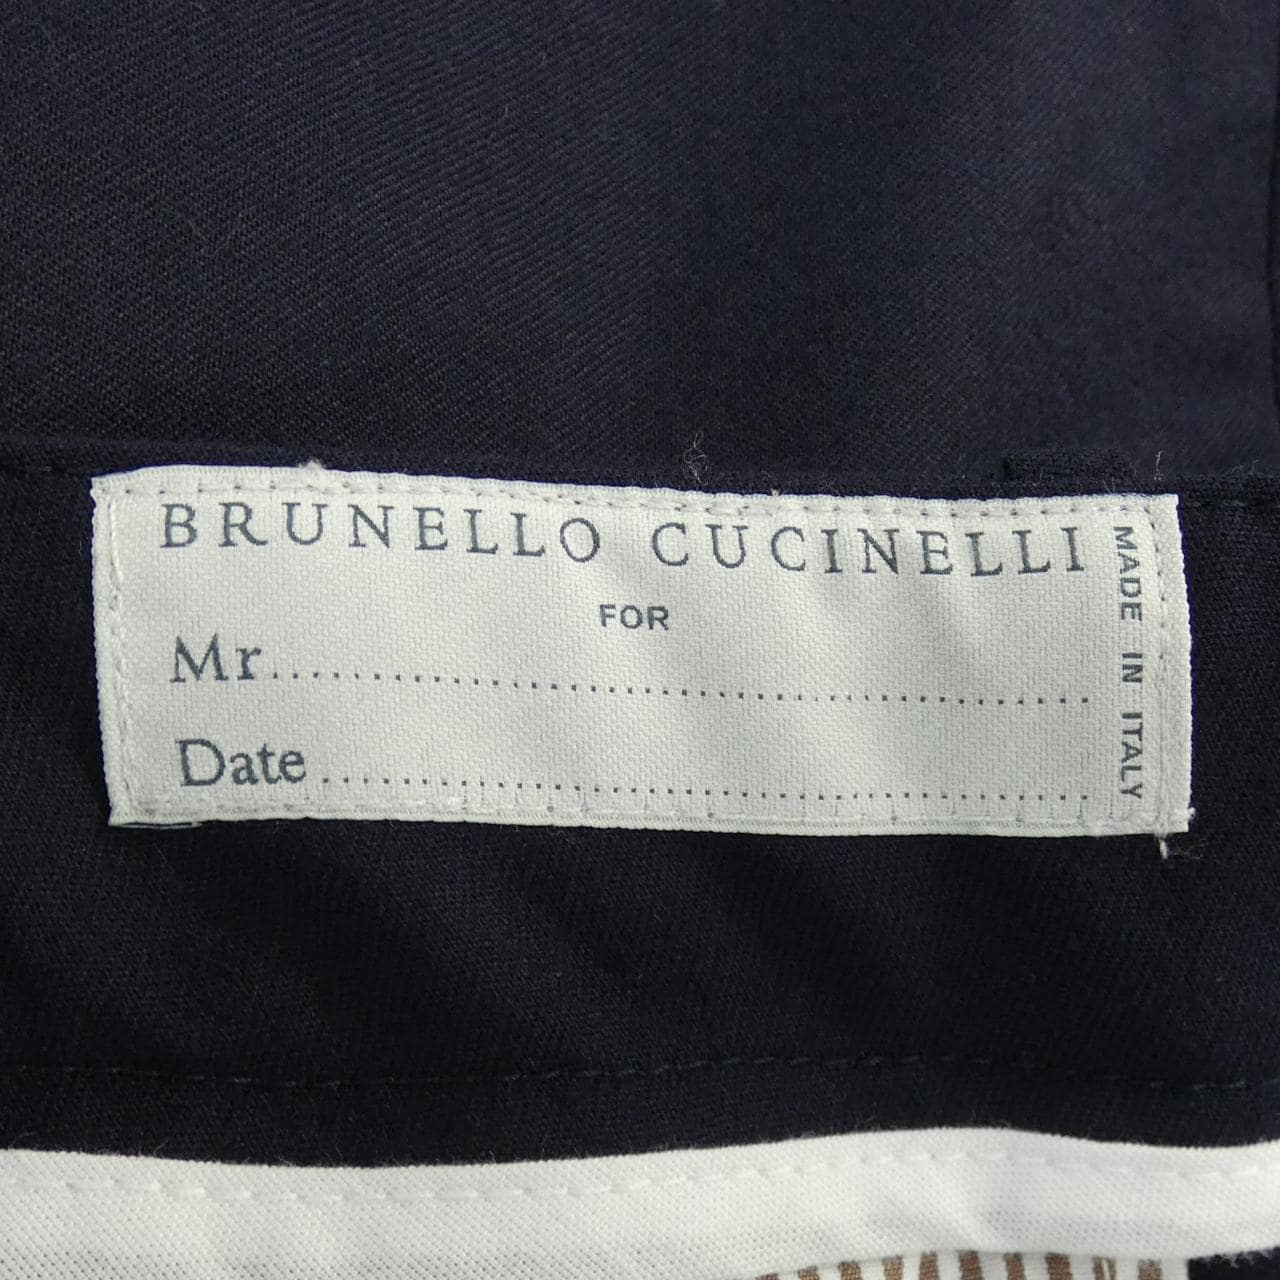 BRUNELLO CUCINELLI
FOR
Mr....................................................
Date................................................
MADE IN ITALY